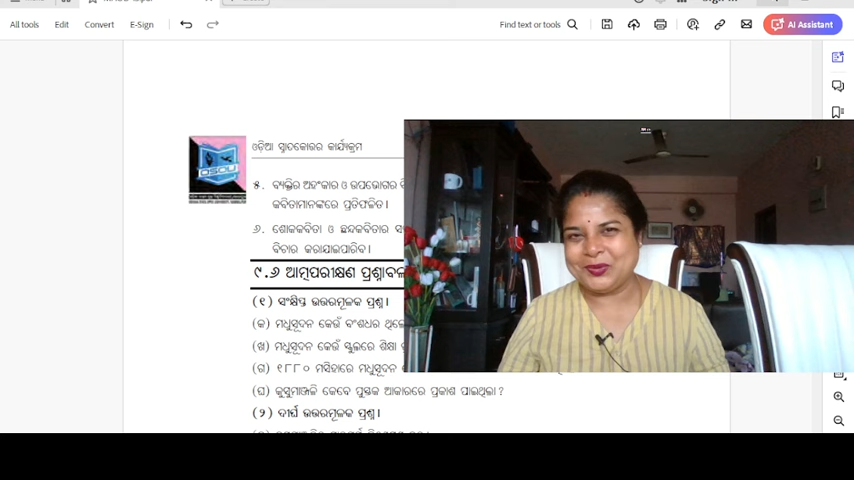 All tools Edit Convert E-Sign Find text or tools AI Assistant
ଓଡ଼ିଆ ସ୍ନାତକୋତ୍ତର କାର୍ଯ୍ୟକ୍ରମ
OSOU
୫. ବ୍ୟକ୍ତିର ଅହଂକାର ଓ ଉପଭୋଗର
କବିତାମାନଙ୍କରେ ପ୍ରତିଫଳିତ।
୬. ଶୋକକବିତା ଓ ଛନ୍ଦକବିତାର
ବିଚାର କରାଯାଇପାରିବ।
୯.୬ ଆତ୍ମପରୀକ୍ଷଣ ପ୍ରଶ୍ନାବଳୀ
(୧) ସଂକ୍ଷିପ୍ତ ଉତ୍ତରମୂଳକ ପ୍ରଶ୍ନ।
(କ) ମଧୁସୂଦନ କେଉଁ ବଂଶଧର
(ଖ) ମଧୁସୂଦନ କେଉଁ ସ୍କୁଲରେ ଶିକ୍ଷା
(ଗ) ୧୮୮୦ ମସିହାରେ ମଧୁସୂଦନ
(ଘ) କୁସୁମାଞ୍ଜଳି କେବେ ପୁସ୍ତକ ଆକାରରେ ପ୍ରକାଶ ପାଇଥିଲା ?
(୨) ଦୀର୍ଘ ଉତ୍ତରମୂଳକ ପ୍ରଶ୍ନ।